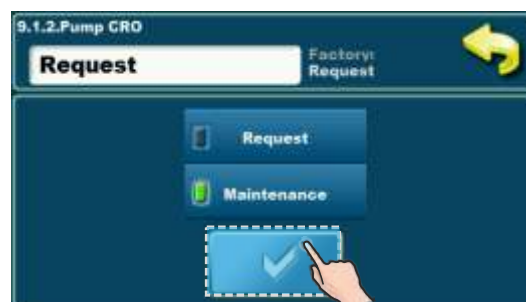 9.1.2.Pump CRO
Request
Factory:
Request
Request
Maintenance